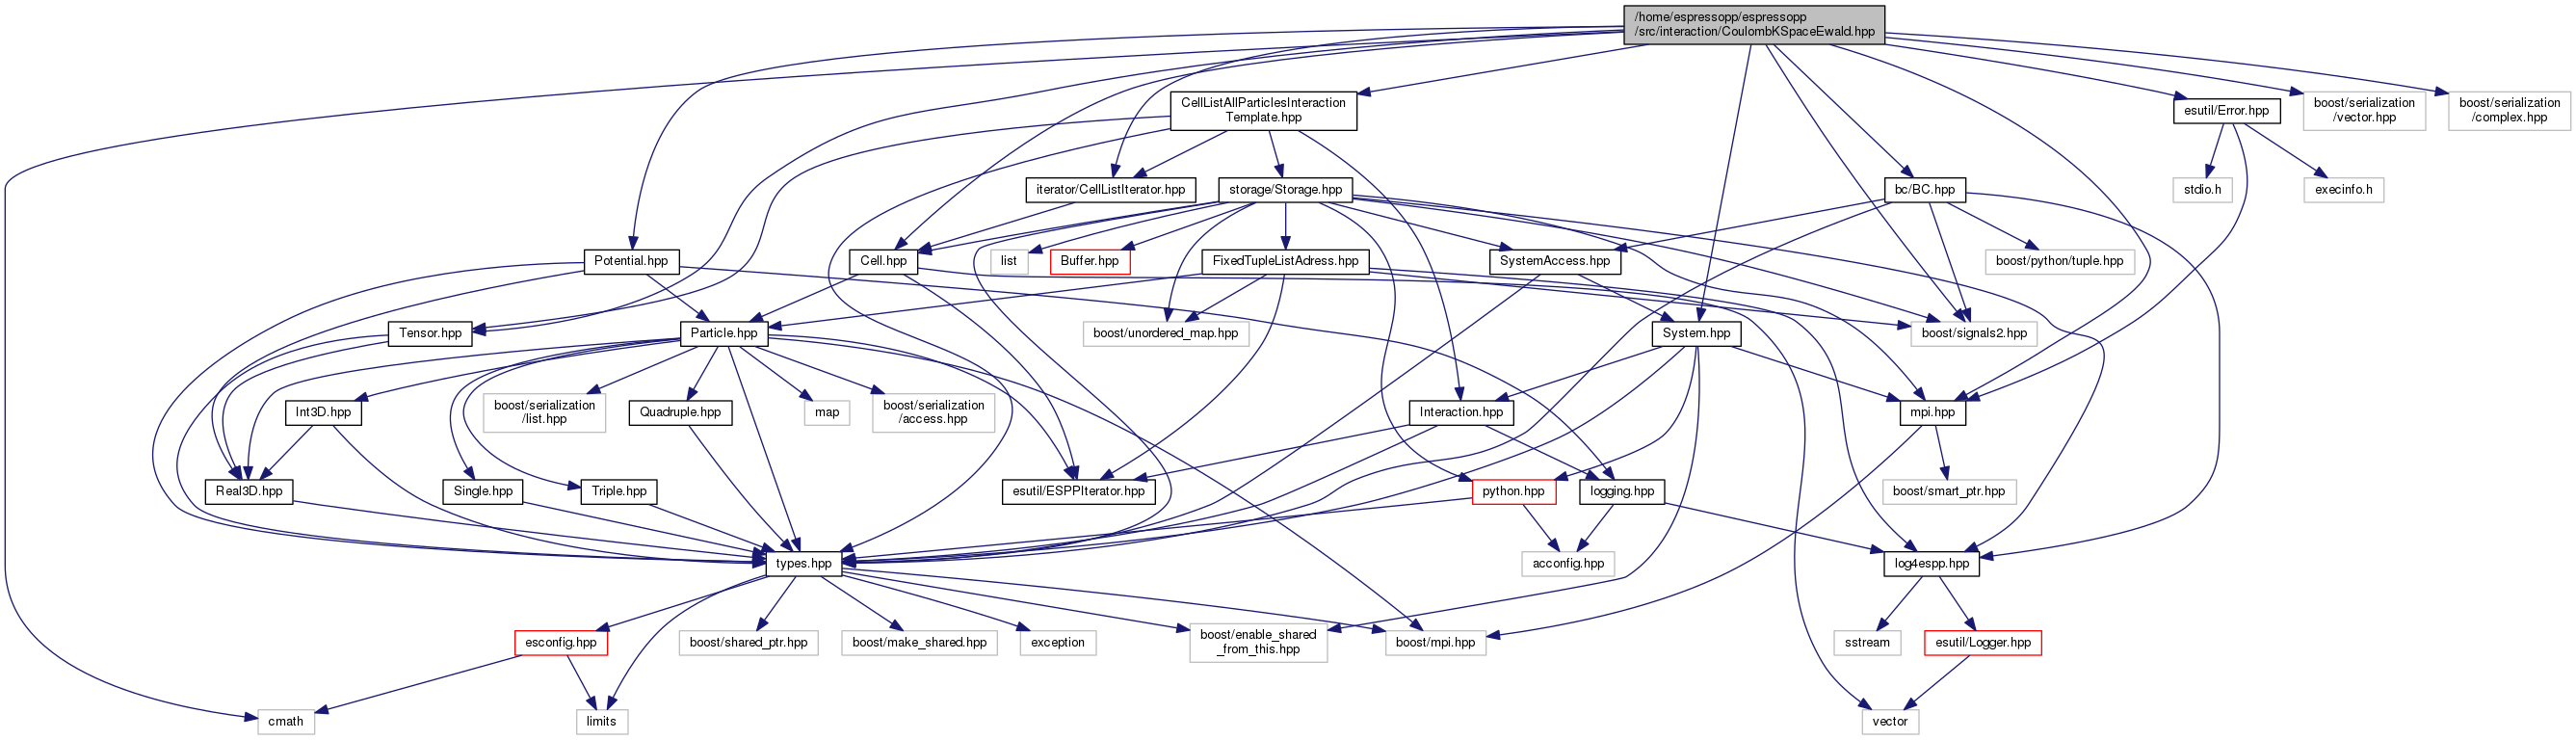 /home/espressopp/espressopp
/src/interaction/CoulombKSpaceEwald.hpp
CellListAllParticlesInteraction
Template.hpp
esutil/Error.hpp
boost/serialization
/vector.hpp
boost/serialization
/complex.hpp
iterator/CellListIterator.hpp
storage/Storage.hpp
bc/BC.hpp
stdio.h
execinfo.h
Potential.hpp
Cell.hpp
list
Buffer.hpp
FixedTupleListAdress.hpp
SystemAccess.hpp
boost/python/tuple.hpp
Tensor.hpp
Particle.hpp
boost/unordered_map.hpp
System.hpp
boost/signals2.hpp
Int3D.hpp
boost/serialization
/list.hpp
Quadruple.hpp
map
boost/serialization
/access.hpp
Interaction.hpp
mpi.hpp
Real3D.hpp
Single.hpp
Triple.hpp
esutil/ESPPIterator.hpp
python.hpp
logging.hpp
boost/smart_ptr.hpp
types.hpp
acconfig.hpp
log4espp.hpp
esconfig.hpp
boost/shared_ptr.hpp
boost/make_shared.hpp
exception
boost/enable_shared
_from_this.hpp
boost/mpi.hpp
sstream
esutil/Logger.hpp
cmath
limits
vector